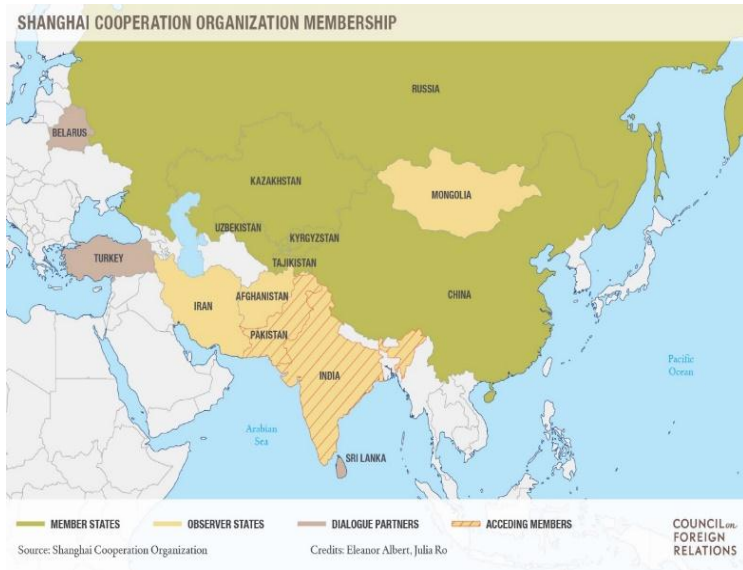 SHANGHAI COOPERATION ORGANIZATION MEMBERSHIP
RUSSIA
BELARUS
KAZAKHSTAN
MONGOLIA
UZBEKISTAN
KYRGYZSTAN
TURKEY
TAJIKISTAN
CHINA
IRAN
AFGHANISTAN
PAKISTAN
INDIA
Pacific
Ocean
Arabian
Sea
SRI LANKA
MEMBER STATES
OBSERVER STATES
DIALOGUE PARTNERS
ACCEDING MEMBERS
COUNCIL on
FOREIGN
RELATIONS
Source: Shanghai Cooperation Organization
Credits: Eleanor Albert, Julia Ro